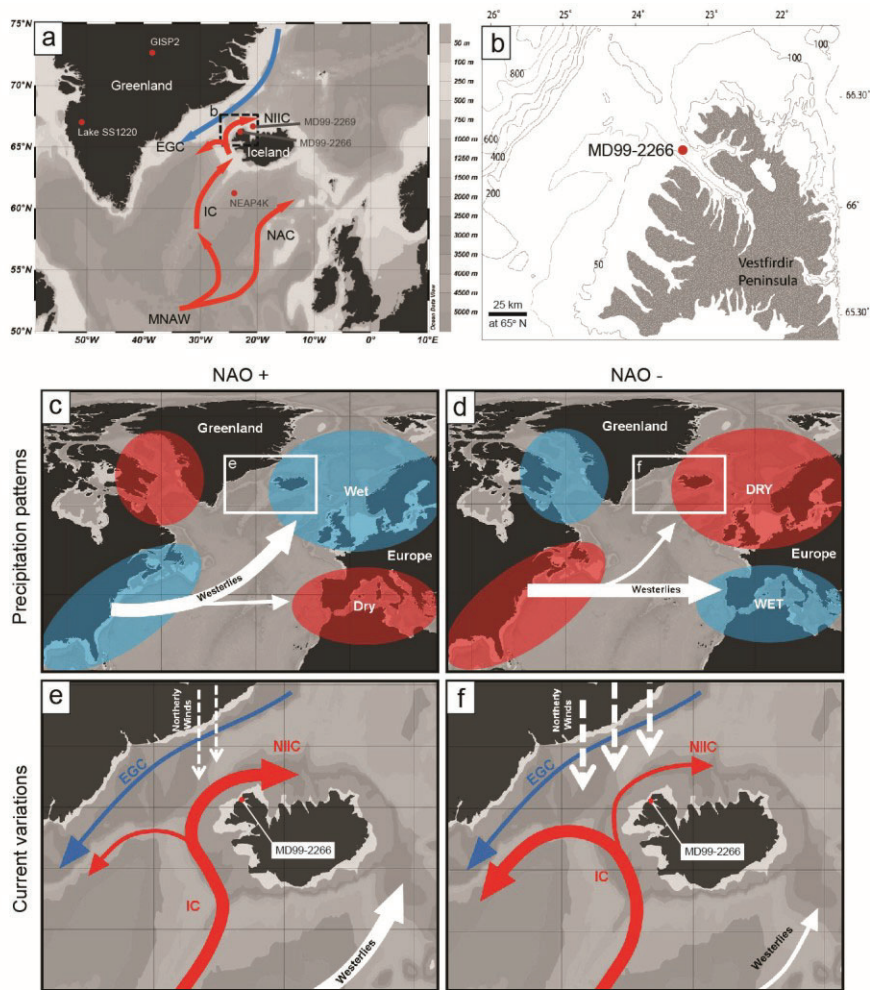 a
75°N
70°N
65°N
60°N
55°N
50°N
60°W
50°W
40°W
30°W
20°W
10°W
0°
10°E
GISP2
Greenland
Lake SS1220
b
NIIC
MD99-2269
MD99-2266
EGC
Iceland
IC
NEAP4K
NAC
MNAW
50 m
100 m
200 m
250 m
500 m
750 m
1000 m
1250 m
1500 m
1750 m
2000 m
2500 m
3000 m
3500 m
4000 m
4500 m
5000 m
Ocean Data View
b
26°
25°
24°
23°
22°
100
100
800
66.30°
MD99-2266
600
400
200
66°
50
Vestfirdir
Peninsula
25 km
at 65° N
65.30°
NAO +
NAO -
Precipitation patterns
c
Greenland
e
Wet
Westerlies
Europe
Dry
d
Greenland
f
DRY
Europe
Westerlies
WET
Current variations
e
Northerly
Winds
NIIC
EGC
MD99-2266
IC
Westerlies
f
Northerly
Winds
NIIC
EGC
MD99-2266
IC
Westerlies